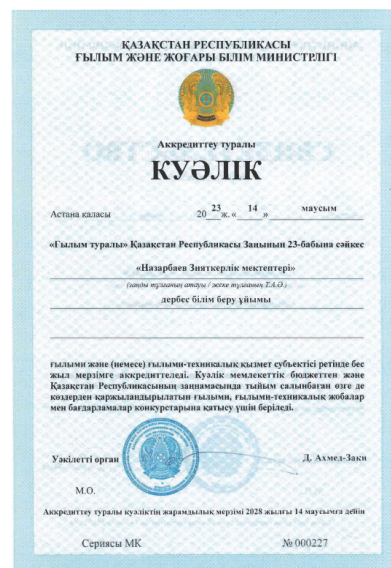 ҚАЗАҚСТАН РЕСПУБЛИКАСЫ
ҒЫЛЫМ ЖӘНЕ ЖОҒАРЫ БІЛІМ МИНИСТРЛІГІ
Аккредиттеу туралы
КУӘЛІК
Астана қаласы 20 23 ж. « 14 » маусым
«Ғылым туралы» Қазақстан Республикасы Заңының 23-бабына сәйкес
«Назарбаев Зияткерлік мектептері»
(заңды тұлғаның атауы / жеке тұлғаның Т.А.Ә.)
дербес білім беру ұйымы
ғылыми және (немесе) ғылыми-техникалық қызмет субъектісі ретінде бес
жыл мерзімге аккредиттеледі. Куәлік мемлекеттік бюджеттен және
Қазақстан Республикасының заңнамасында тыйым салынбаған өзге де
көздерден қаржыландырылатын ғылыми, ғылыми-техникалық жобалар
мен бағдарламалар конкурстарына қатысу үшін беріледі.
Уәкілетті орган Д. Ахмед-Заки
М.О.
Аккредиттеу туралы куәліктің жарамдылық мерзімі 2028 жылғы 14 маусымға дейін
Сериясы МК № 000227